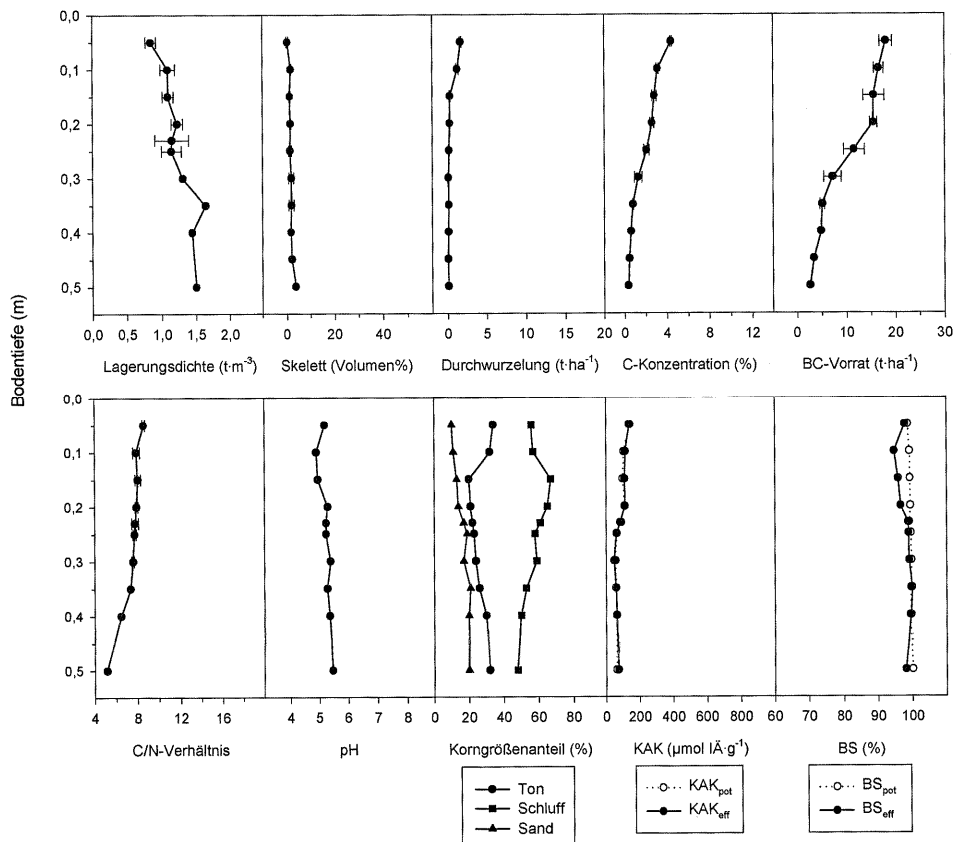 0,0
0,1
0,2
0,3
0,4
0,5
Bodentiefe (m)
0,0 0,5 1,0 1,5 2,0
Lagerungsdichte (t·m-3)
0 20 40
Skelett (Volumen%)
0 5 10 15 20
Durchwurzelung (t·ha-1)
0 4 8 12
C-Konzentration (%)
0 10 20 30
BC-Vorrat (t·ha-1)
0,0
0,1
0,2
0,3
0,4
0,5
4 8 12 16
C/N-Verhältnis
4 5 6 7 8
pH
0 20 40 60 80
Korngrößenanteil (%)
0 200 400 600
KAK (µmol IÄ·g-1)
60 80 100
BS (%)
Ton
Schluff
Sand
KAKpot
KAKeff
BSpot
BSeff